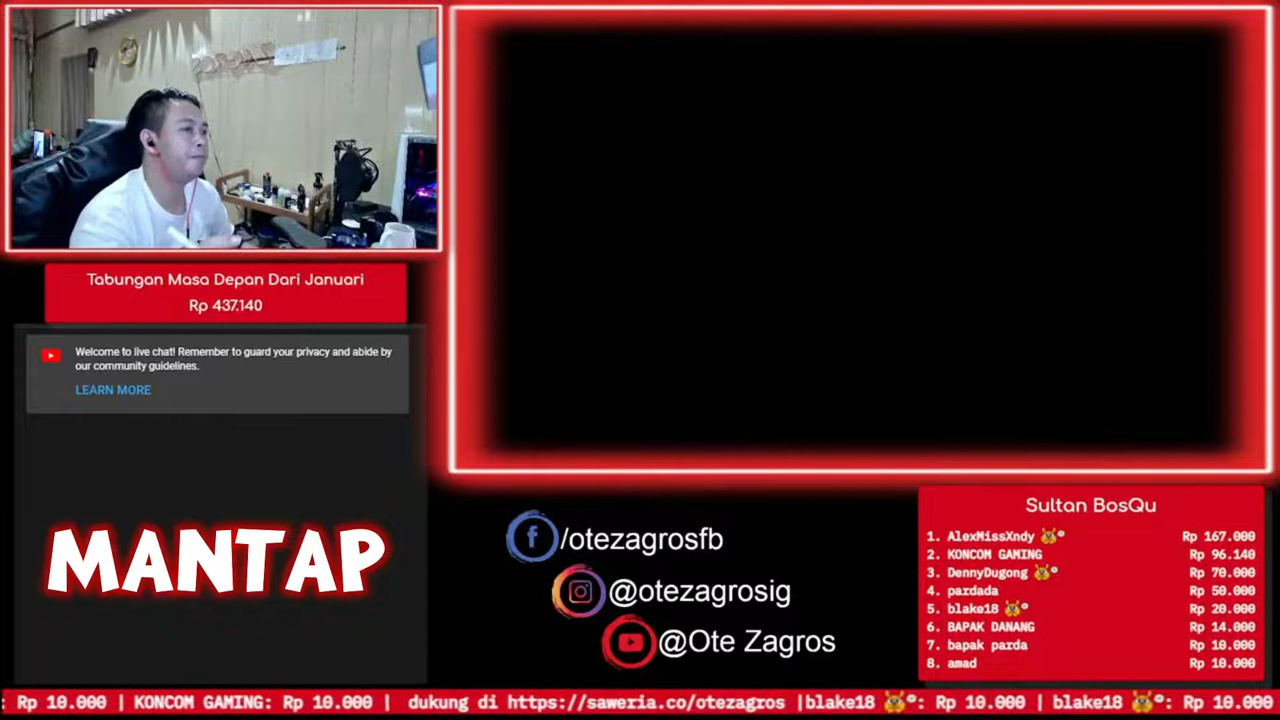 Tabungan Masa Depan Dari Januari
Rp 437.140
Welcome to live chat! Remember to guard your privacy and abide by
our community guidelines.
LEARN MORE
MANTAP
/otezagrosfb
@otezagrosig
@Ote Zagros
Sultan BosQu
1. AlexMissXndy Rp 167.000
2. KONCOM GAMING Rp 96.140
3. DennyDugong Rp 70.000
4. pardada Rp 50.000
5. blake18 Rp 20.000
6. BAPAK DANANG Rp 14.000
7. bapak parda Rp 10.000
8. amad Rp 10.000
: Rp 10.000 | KONCOM GAMING: Rp 10.000 | dukung di https://saweria.co/otezagros |blake18 : Rp 10.000 | blake18 : Rp 10.000